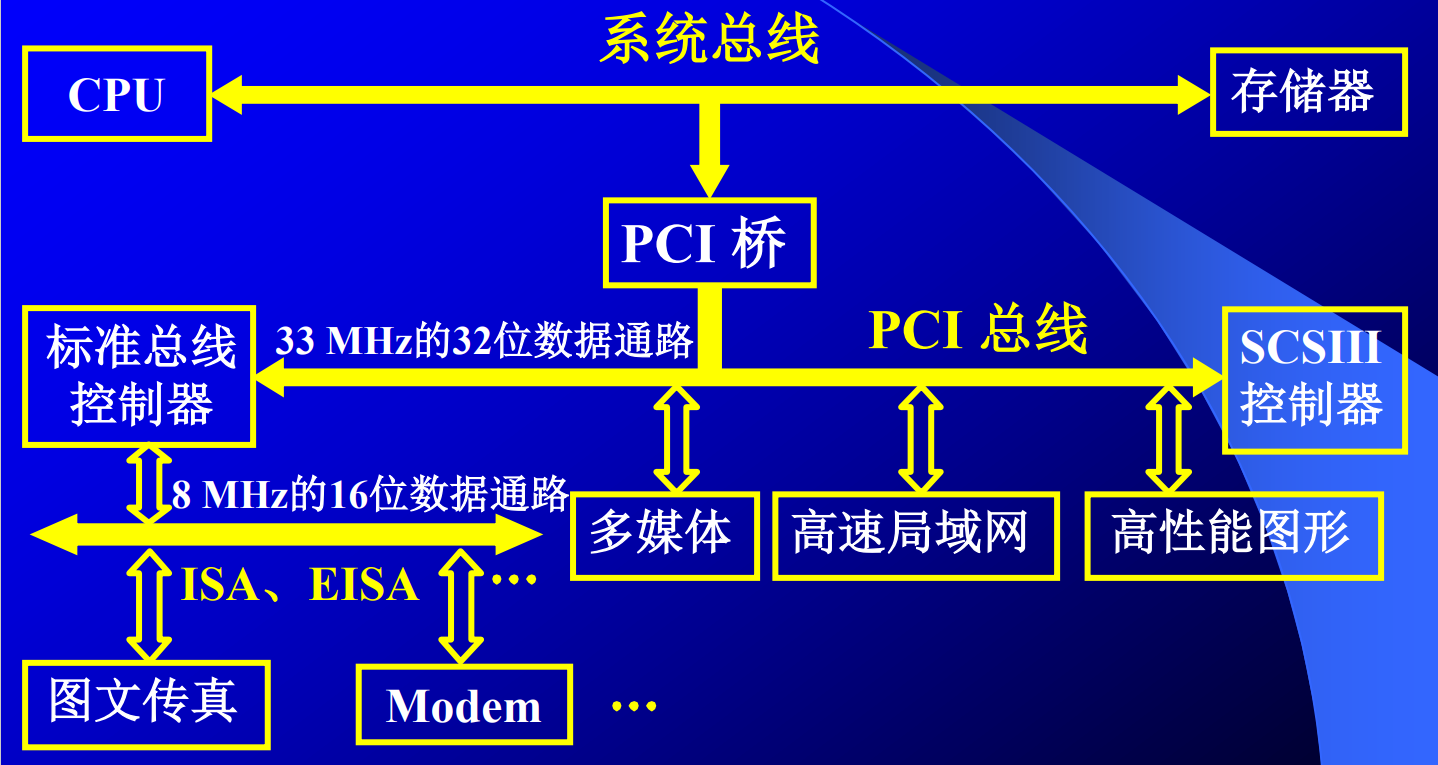 系统总线
CPU
存储器
PCI 桥
33 MHz的32位数据通路
PCI 总线
标准总线
控制器
SCSIII
控制器
8 MHz的16位数据通路
多媒体
高速局域网
高性能图形
ISA、EISA
…
图文传真
Modem
…